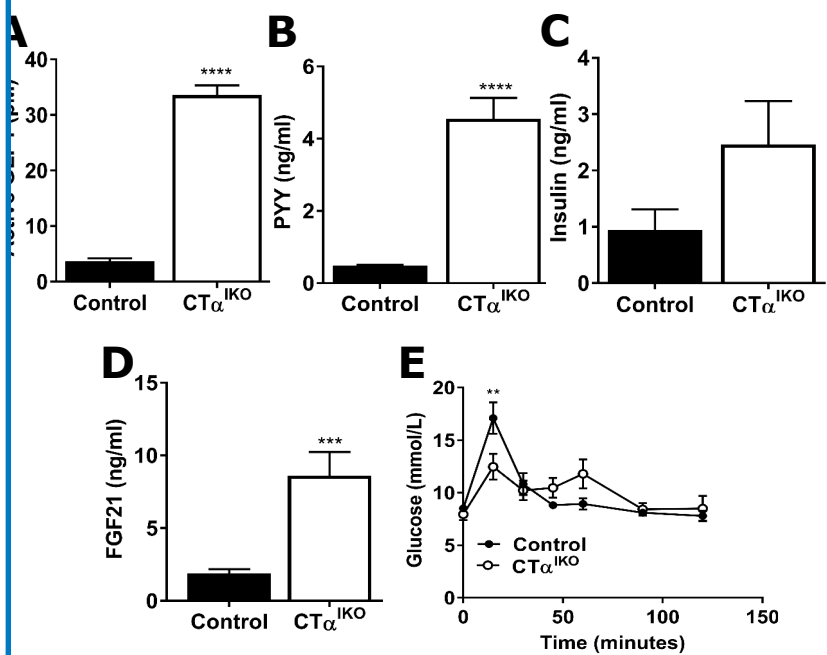 A
B
C
40
30
20
10
0
****
Control
CTα^IKO
PYY (ng/ml)
6
4
2
0
****
Control
CTα^IKO
Insulin (ng/ml)
4
3
2
1
0
Control
CTα^IKO
D
E
FGF21 (ng/ml)
15
10
5
0
***
Control
CTα^IKO
Glucose (mmol/L)
20
15
10
5
0
**
Control
CTα^IKO
0
50
100
150
Time (minutes)